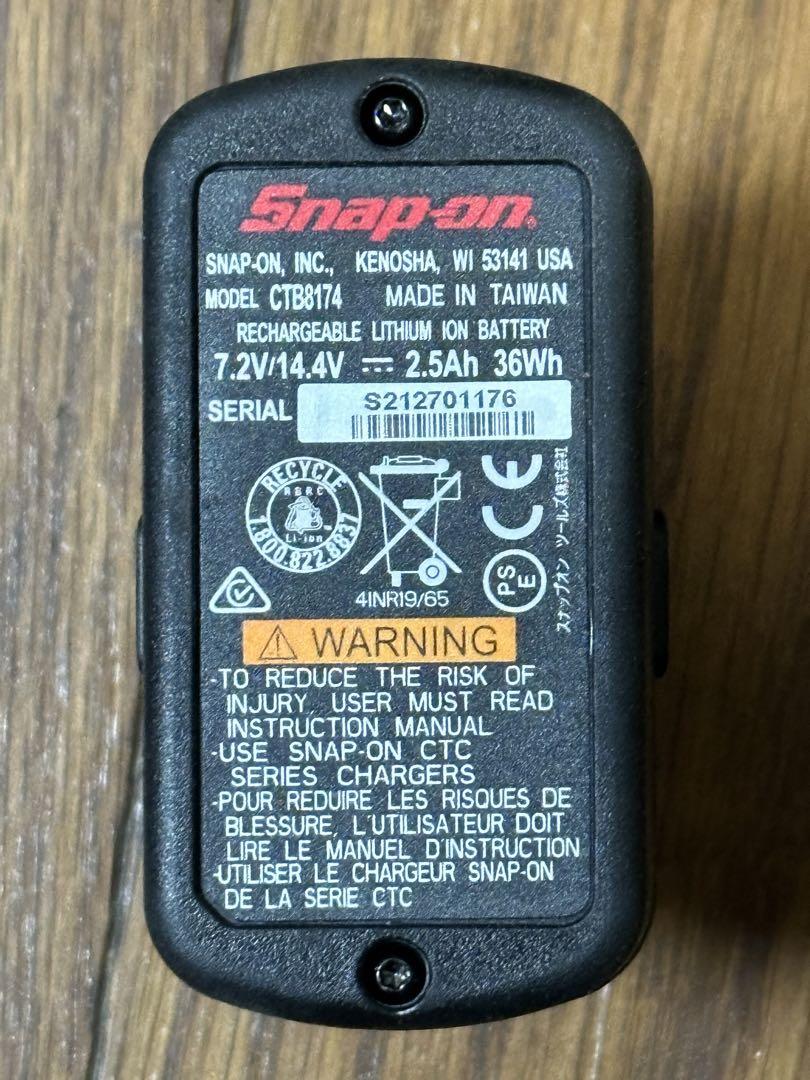 Snap-on®
SNAP-ON, INC., KENOSHA, WI 53141 USA
MODEL CTB8174 MADE IN TAIWAN
RECHARGEABLE LITHIUM ION BATTERY
7.2V/14.4V ⎓ 2.5Ah 36Wh
SERIAL S212701176
RECYCLE
RBRC
Li-ion
1.800.822.8837
4INR19/65
CE
PSE
スナップオン ツールズ株式会社
⚠ WARNING
-TO REDUCE THE RISK OF
INJURY, USER MUST READ
INSTRUCTION MANUAL
-USE SNAP-ON CTC
SERIES CHARGERS
-POUR REDUIRE LES RISQUES DE
BLESSURE, L'UTILISATEUR DOIT
LIRE LE MANUEL D'INSTRUCTION
-UTILISER LE CHARGEUR SNAP-ON
DE LA SERIE CTC